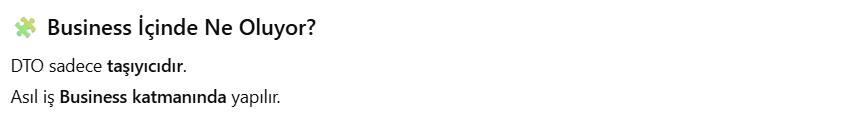 🧩 Business İçinde Ne Oluyor?
DTO sadece taşıyıcıdır.
Asıl iş Business katmanında yapılır.